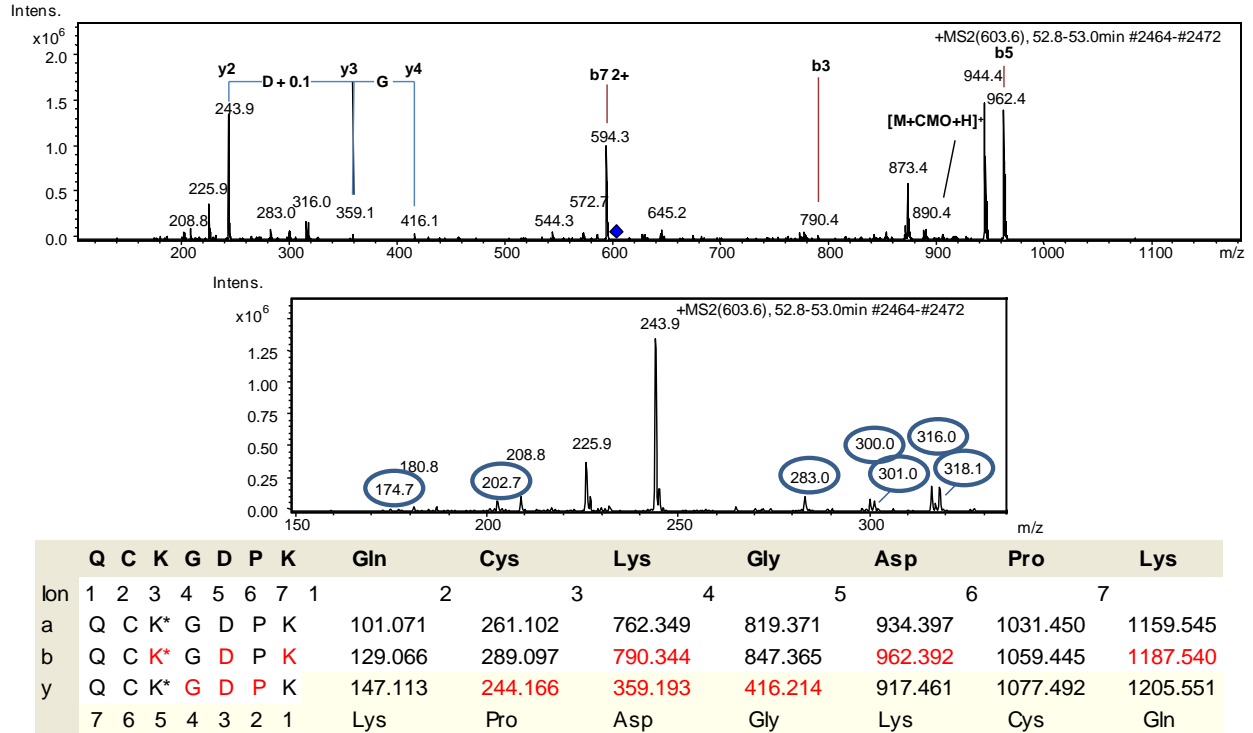 Intens.
x10⁶
+MS2(603.6), 52.8-53.0min #2464-#2472
2.0
1.5
1.0
0.5
0.0
y2
D + 0.1
y3
G
y4
b7 2+
b3
b5
[M+CMO+H]⁺
208.8
225.9
243.9
283.0
316.0
359.1
416.1
544.3
572.7
594.3
645.2
790.4
873.4
890.4
944.4
962.4
200 300 400 500 600 700 800 900 1000 1100 m/z
Intens.
x10⁶
+MS2(603.6), 52.8-53.0min #2464-#2472
1.25
1.00
0.75
0.50
0.25
0.00
174.7
180.8
202.7
208.8
225.9
243.9
283.0
300.0
301.0
316.0
318.1
150 200 250 300 m/z
Q C K G D P K Gln Cys Lys Gly Asp Pro Lys
Ion 1 2 3 4 5 6 7 1 2 3 4 5 6 7
a Q C K* G D P K 101.071 261.102 762.349 819.371 934.397 1031.450 1159.545
b Q C K* G D P K 129.066 289.097 790.344 847.365 962.392 1059.445 1187.540
y Q C K* G D P K 147.113 244.166 359.193 416.214 917.461 1077.492 1205.551
7 6 5 4 3 2 1 Lys Pro Asp Gly Lys Cys Gln